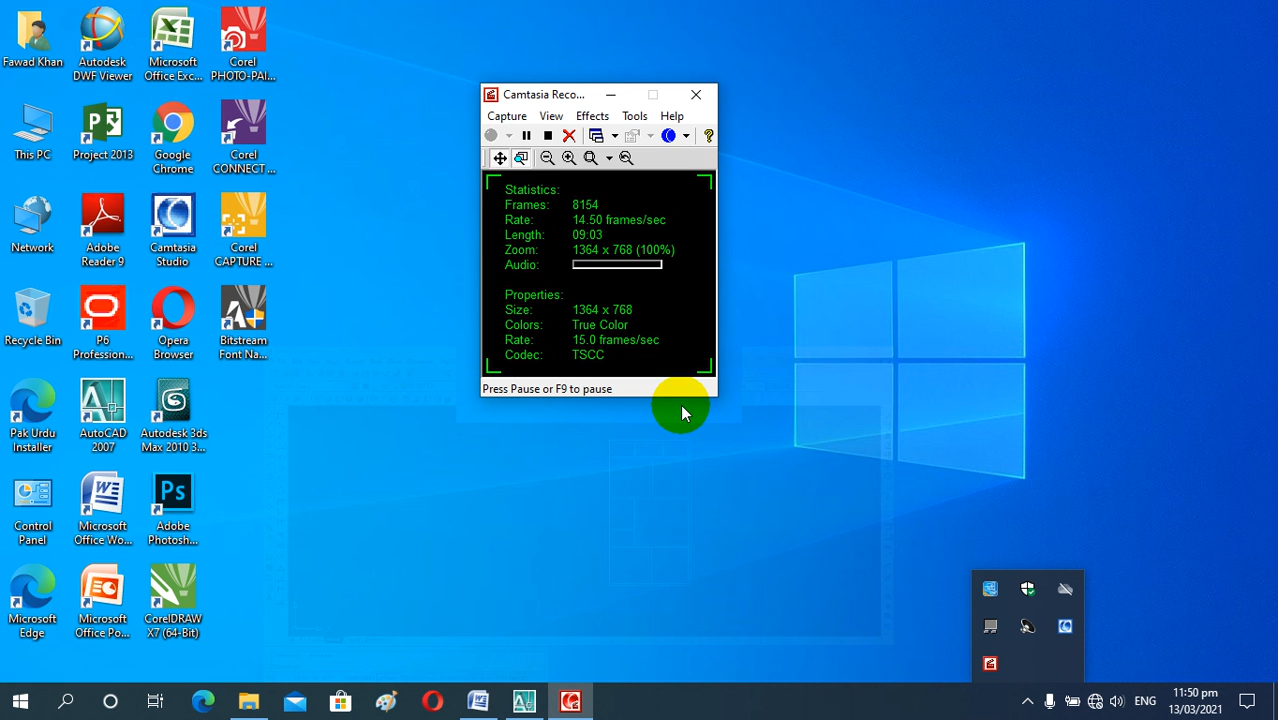 Fawad Khan
Autodesk
DWF Viewer
Microsoft
Office Exc...
Corel
PHOTO-PAI...
This PC
Project 2013
Google
Chrome
Corel
CONNECT ...
Network
Adobe
Reader 9
Camtasia
Studio
Corel
CAPTURE ...
Recycle Bin
P6
Profession...
Opera
Browser
Bitstream
Font Na...
Pak Urdu
Installer
AutoCAD
2007
Autodesk 3ds
Max 2010 3...
Control
Panel
Microsoft
Office Wo...
Adobe
Photosh...
Microsoft
Edge
Microsoft
Office Po...
CorelDRAW
X7 (64-Bit)
Camtasia Reco...
Capture View Effects Tools Help
Statistics:
Frames: 8154
Rate: 14.50 frames/sec
Length: 09:03
Zoom: 1364 x 768 (100%)
Audio:
Properties:
Size: 1364 x 768
Colors: True Color
Rate: 15.0 frames/sec
Codec: TSCC
Press Pause or F9 to pause
ENG
11:50 pm
13/03/2021